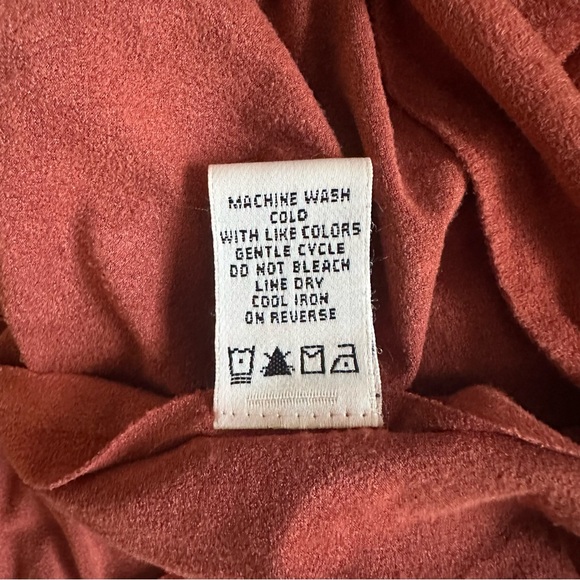 MACHINE WASH
COLD
WITH LIKE COLORS
GENTLE CYCLE
DO NOT BLEACH
LINE DRY
COOL IRON
ON REVERSE